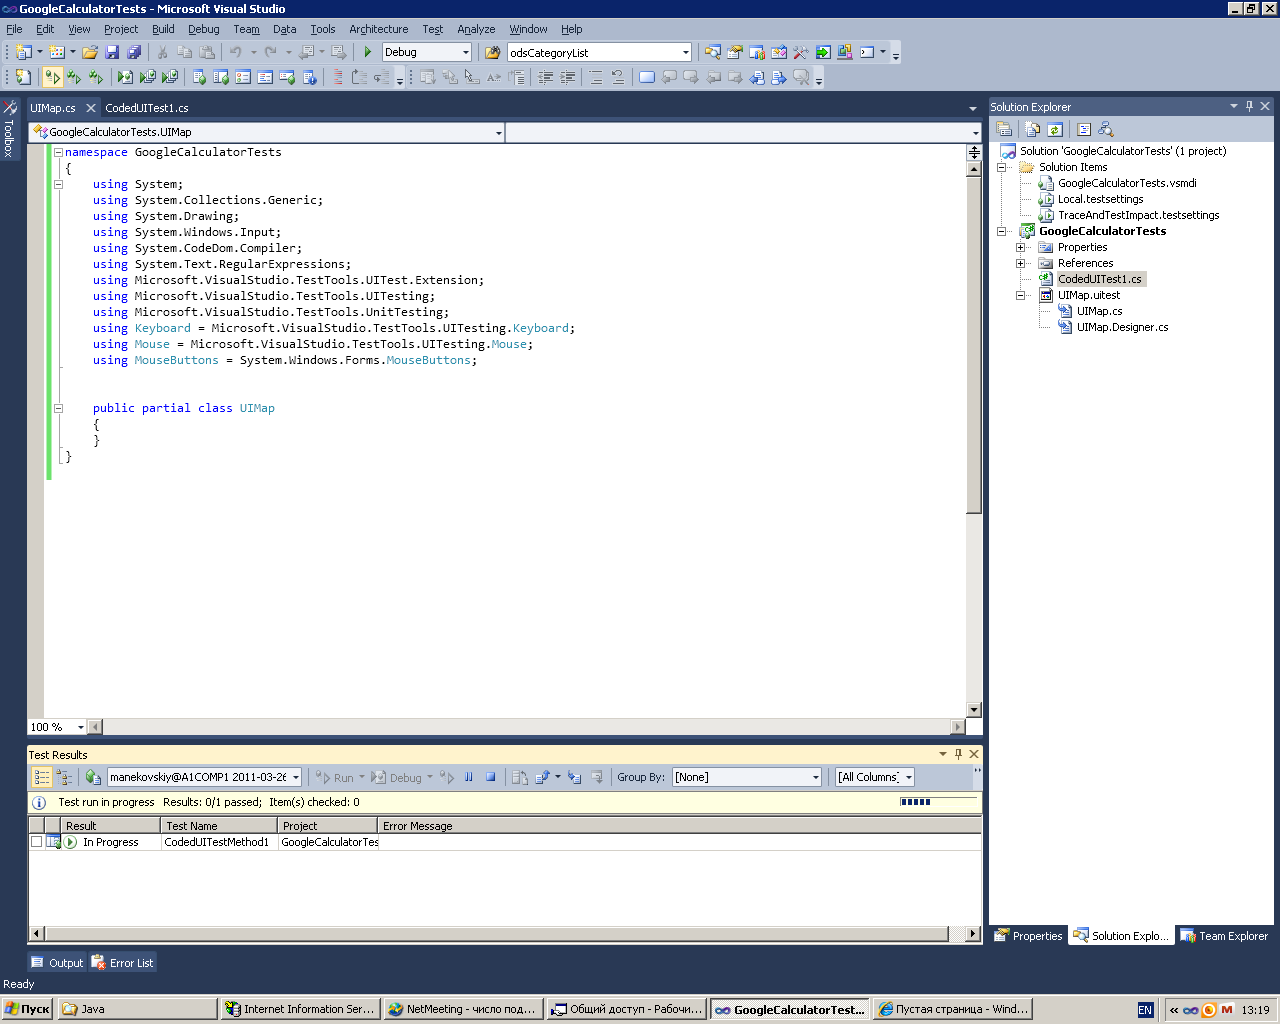 GoogleCalculatorTests - Microsoft Visual Studio
File Edit View Project Build Debug Team Data Tools Architecture Test Analyze Window Help
Debug odsCategoryList
Toolbox
UIMap.cs CodedUITest1.cs
GoogleCalculatorTests.UIMap
namespace GoogleCalculatorTests
{
using System;
using System.Collections.Generic;
using System.Drawing;
using System.Windows.Input;
using System.CodeDom.Compiler;
using System.Text.RegularExpressions;
using Microsoft.VisualStudio.TestTools.UITest.Extension;
using Microsoft.VisualStudio.TestTools.UITesting;
using Microsoft.VisualStudio.TestTools.UnitTesting;
using Keyboard = Microsoft.VisualStudio.TestTools.UITesting.Keyboard;
using Mouse = Microsoft.VisualStudio.TestTools.UITesting.Mouse;
using MouseButtons = System.Windows.Forms.MouseButtons;
public partial class UIMap
{
}
}
100 %
Solution Explorer
Solution 'GoogleCalculatorTests' (1 project)
Solution Items
GoogleCalculatorTests.vsmdi
Local.testsettings
TraceAndTestImpact.testsettings
GoogleCalculatorTests
Properties
References
CodedUITest1.cs
UIMap.uitest
UIMap.cs
UIMap.Designer.cs
Properties Solution Explo... Team Explorer
Test Results
manekovskiy@A1COMP1 2011-03-26 Run Debug Group By: [None] [All Columns]
Test run in progress Results: 0/1 passed; Item(s) checked: 0
Result Test Name Project Error Message
In Progress CodedUITestMethod1 GoogleCalculatorTes
Output Error List
Ready
Пуск Java Internet Information Ser... NetMeeting - число под... Общий доступ - Рабочи... GoogleCalculatorTest... Пустая страница - Wind... EN « 13:19